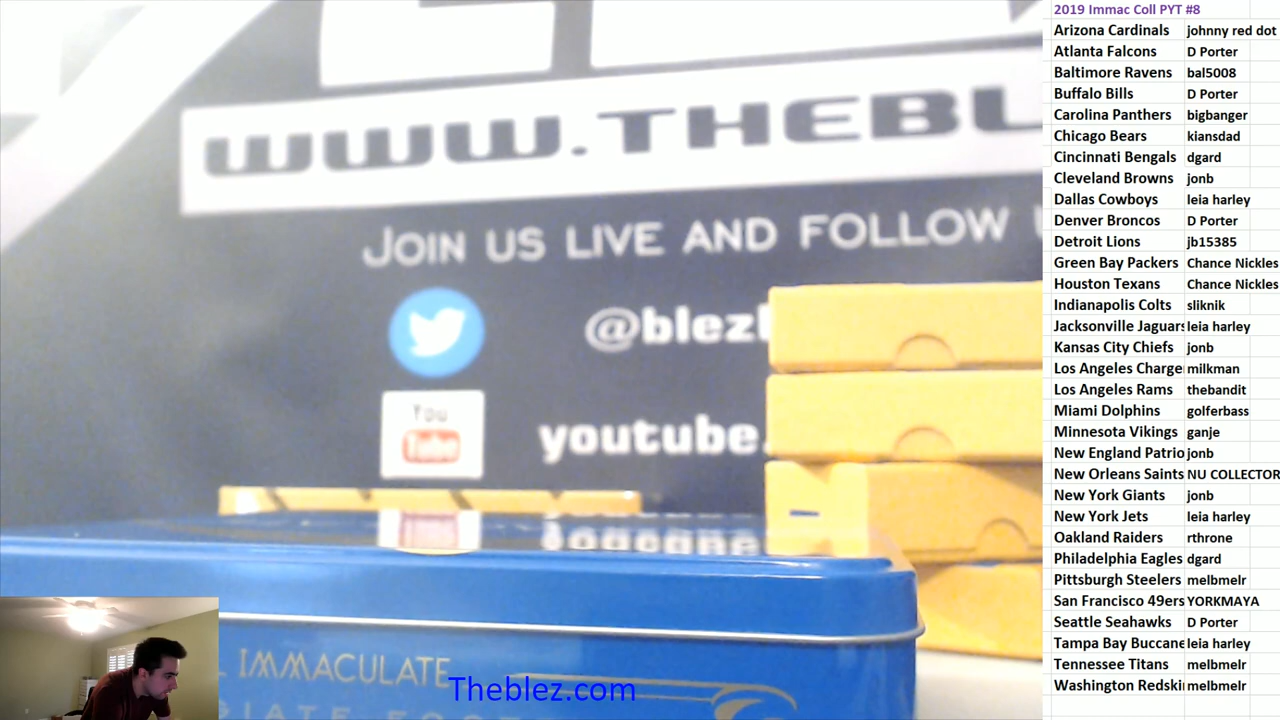 WWW.THEBL
JOIN US LIVE AND FOLLOW
@blez
You
Tube
youtube.
IMMACULATE
Theblez.com
2019 Immac Coll PYT #8
Arizona Cardinals johnny red dot
Atlanta Falcons D Porter
Baltimore Ravens bal5008
Buffalo Bills D Porter
Carolina Panthers bigbanger
Chicago Bears kiansdad
Cincinnati Bengals dgard
Cleveland Browns jonb
Dallas Cowboys leia harley
Denver Broncos D Porter
Detroit Lions jb15385
Green Bay Packers Chance Nickles
Houston Texans Chance Nickles
Indianapolis Colts sliknik
Jacksonville Jaguars leia harley
Kansas City Chiefs jonb
Los Angeles Charge milkman
Los Angeles Rams thebandit
Miami Dolphins golferbass
Minnesota Vikings ganje
New England Patrio jonb
New Orleans Saints NU COLLECTOR
New York Giants jonb
New York Jets leia harley
Oakland Raiders rthrone
Philadelphia Eagles dgard
Pittsburgh Steelers melbmelr
San Francisco 49ers YORKMAYA
Seattle Seahawks D Porter
Tampa Bay Buccane leia harley
Tennessee Titans melbmelr
Washington Redski melbmelr